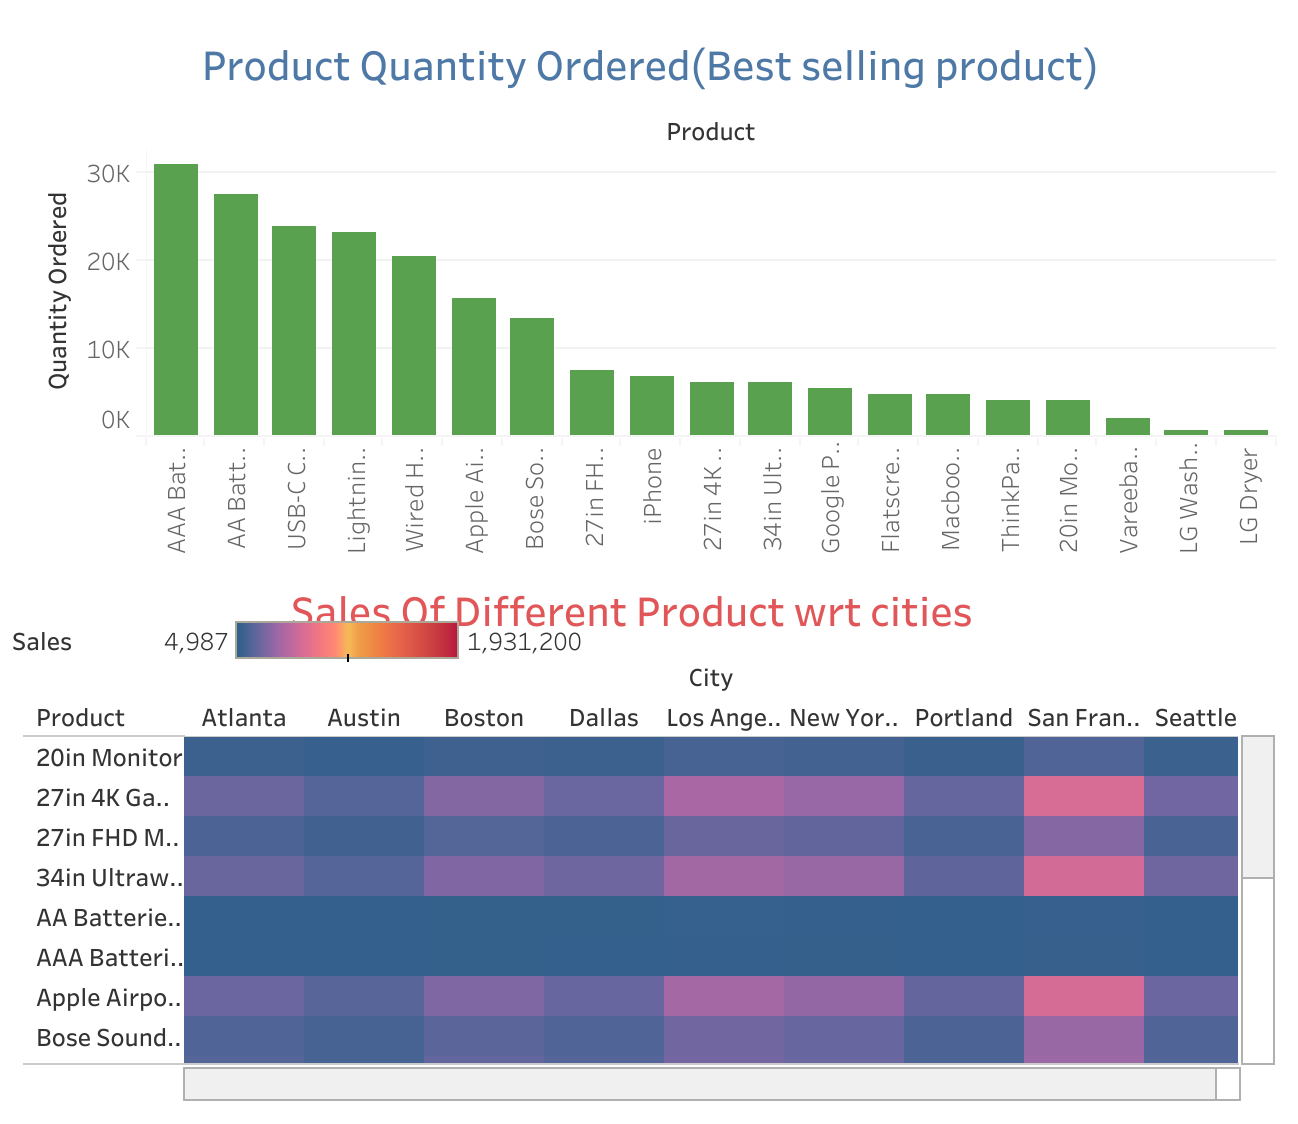 Product Quantity Ordered(Best selling product)
Product
Quantity Ordered
30K
20K
10K
0K
AAA Bat..
AA Batt..
USB-C C..
Lightnin..
Wired H..
Apple Ai..
Bose So..
27in FH..
iPhone
27in 4K ..
34in Ult..
Google P..
Flatscre..
Macboo..
ThinkPa..
20in Mo..
Vareeba..
LG Wash..
LG Dryer
Sales Of Different Product wrt cities
Sales 4,987 1,931,200
City
Product Atlanta Austin Boston Dallas Los Ange.. New Yor.. Portland San Fran.. Seattle
20in Monitor
27in 4K Ga..
27in FHD M..
34in Ultraw..
AA Batterie..
AAA Batteri..
Apple Airpo..
Bose Sound..